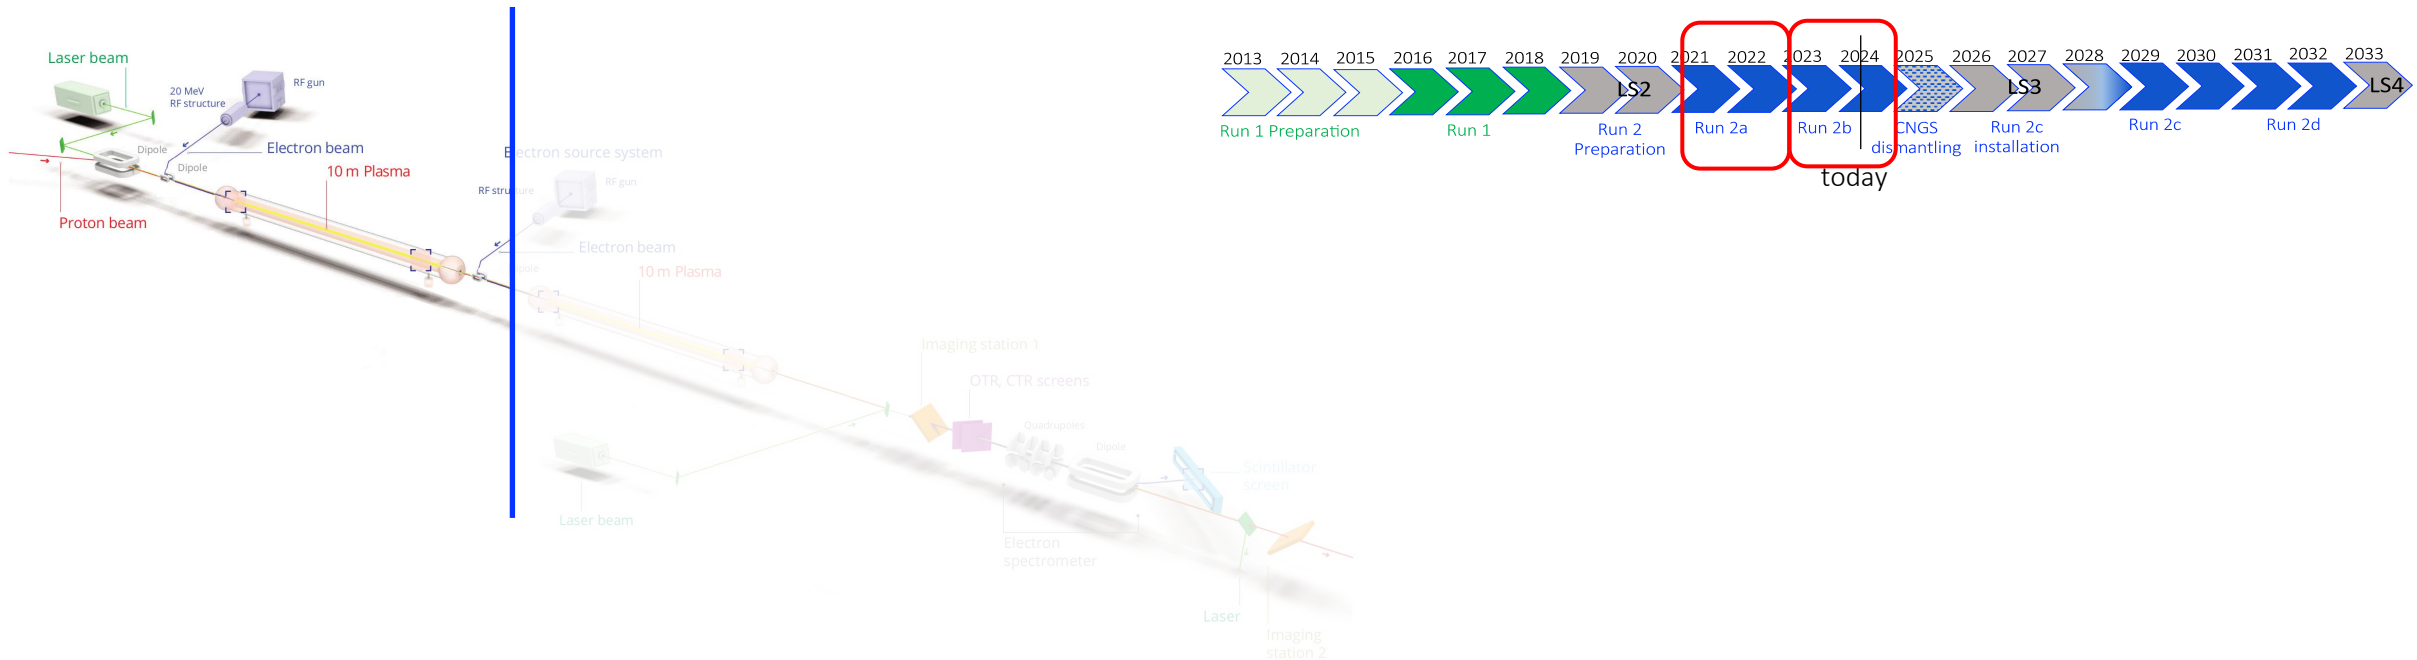 Laser beam
20 MeV
RF structure
RF gun
Dipole
Dipole
Electron beam
10 m Plasma
Proton beam
Electron source system
RF structure
RF gun
Electron beam
10 m Plasma
Imaging station 1
OTR, CTR screens
Quadrupoles
Dipole
Scintillator
screen
Laser beam
Electron
spectrometer
Laser
Imaging
station 2
2013 2014 2015 2016 2017 2018 2019 2020 2021 2022 2023 2024 2025 2026 2027 2028 2029 2030 2031 2032 2033
LS2 LS3 LS4
Run 1 Preparation
Run 1
Run 2
Preparation
Run 2a
Run 2b
CNGS
dismantling
Run 2c
installation
Run 2c
Run 2d
today